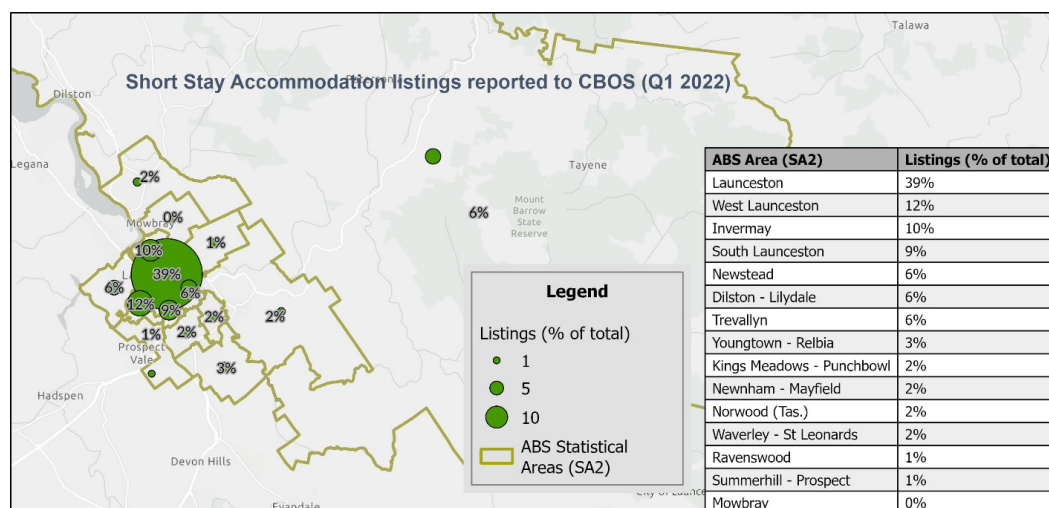 Talawa
Short Stay Accommodation listings reported to CBOS (Q1 2022)
Dilston
Legana
Tayene
2%
Mount
Barrow
State
Reserve
6%
0%
Mowbray
1%
10%
39%
6%
6%
12%
9%
2%
2%
1%
2%
Prospect
Vale
3%
Hadspen
Devon Hills
Evandale
Legend
Listings (% of total)
1
5
10
ABS Statistical
Areas (SA2)
ABS Area (SA2) Listings (% of total)
Launceston 39%
West Launceston 12%
Invermay 10%
South Launceston 9%
Newstead 6%
Dilston - Lilydale 6%
Trevallyn 6%
Youngtown - Relbia 3%
Kings Meadows - Punchbowl 2%
Newnham - Mayfield 2%
Norwood (Tas.) 2%
Waverley - St Leonards 2%
Ravenswood 1%
Summerhill - Prospect 1%
Mowbray 0%